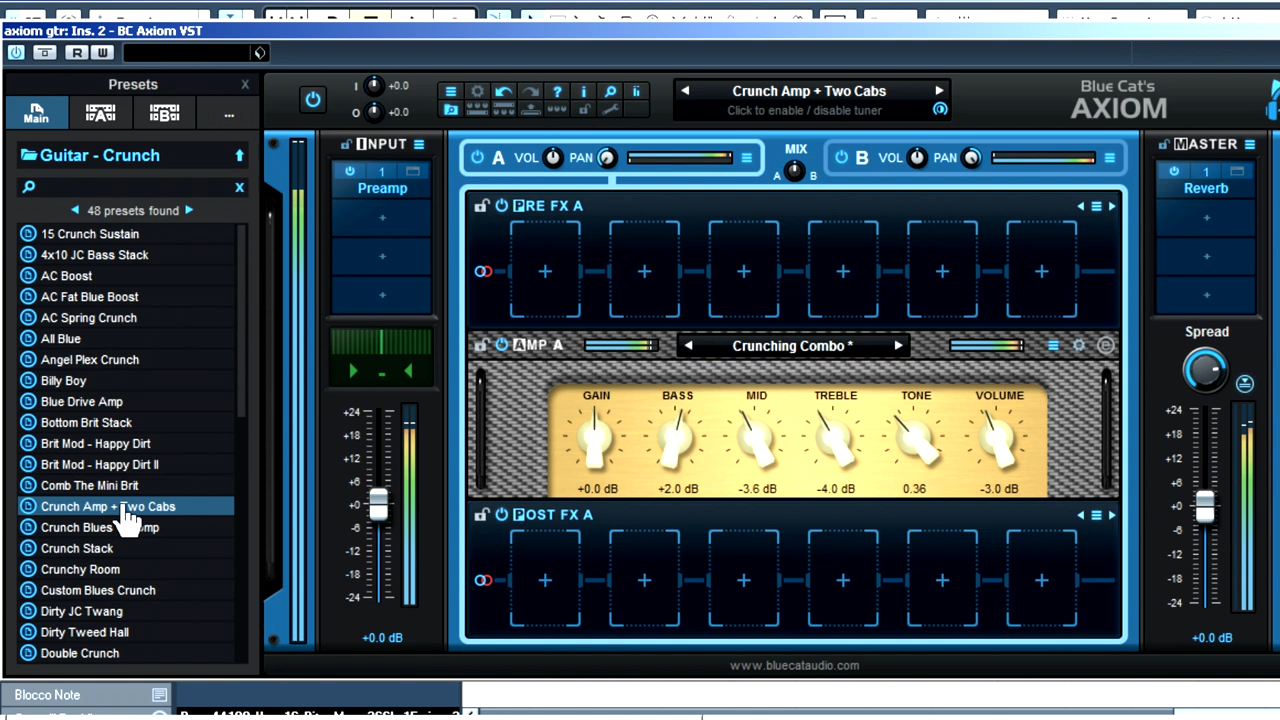 axiom gtr: Ins. 2 - BC Axiom VST
R W
Presets X
Main A B ...
Guitar - Crunch
x
48 presets found
15 Crunch Sustain
4x10 JC Bass Stack
AC Boost
AC Fat Blue Boost
AC Spring Crunch
All Blue
Angel Plex Crunch
Billy Boy
Blue Drive Amp
Bottom Brit Stack
Brit Mod - Happy Dirt
Brit Mod - Happy Dirt II
Comb The Mini Brit
Crunch Amp + Two Cabs
Crunch Blues
Crunch Stack
Crunchy Room
Custom Blues Crunch
Dirty JC Twang
Dirty Tweed Hall
Double Crunch
I +0.0
O +0.0
Crunch Amp + Two Cabs
Click to enable / disable tuner
Blue Cat's
AXIOM
INPUT
1
Preamp
+24
+18
+12
+6
+0
-6
-12
-18
-24
+0.0 dB
A VOL PAN
MIX
A B
B VOL PAN
PRE FX A
AMP A
Crunching Combo *
GAIN BASS MID TREBLE TONE VOLUME
+0.0 dB +2.0 dB -3.6 dB -4.0 dB 0.36 -3.0 dB
POST FX A
MASTER
1
Reverb
Spread
+24
+18
+12
+6
+0
-6
-12
-18
-24
+0.0 dB
www.bluecataudio.com
Blocco Note